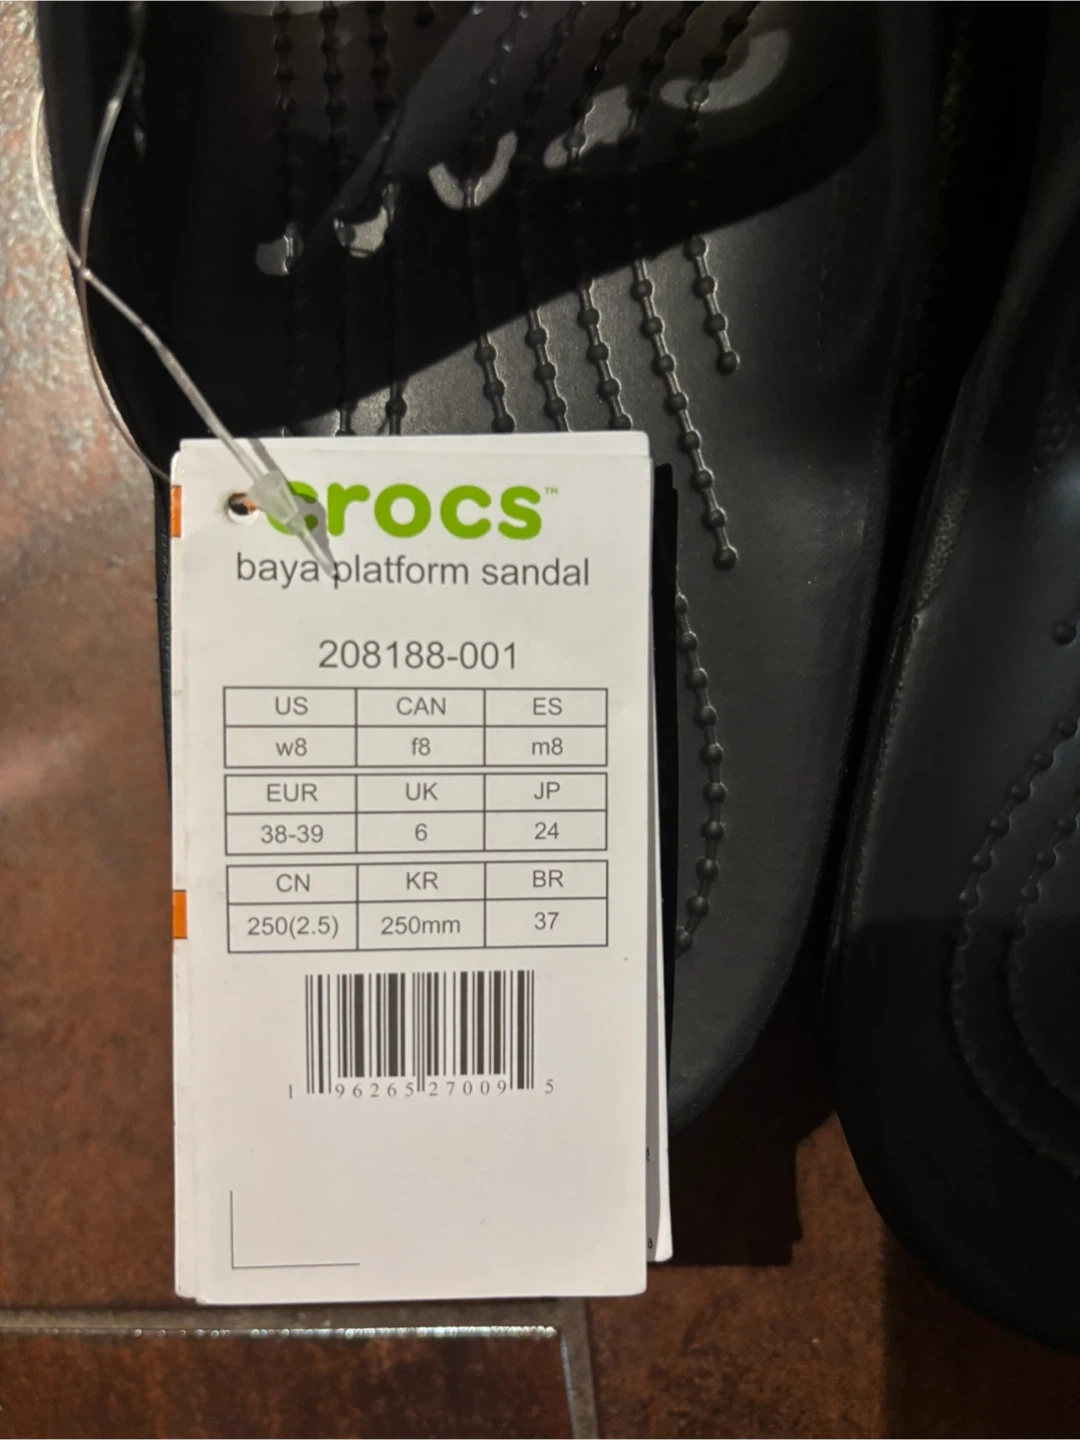 crocs™
baya platform sandal
208188-001
US CAN ES
w8 f8 m8
EUR UK JP
38-39 6 24
CN KR BR
250(2.5) 250mm 37
1 96265 27009 5